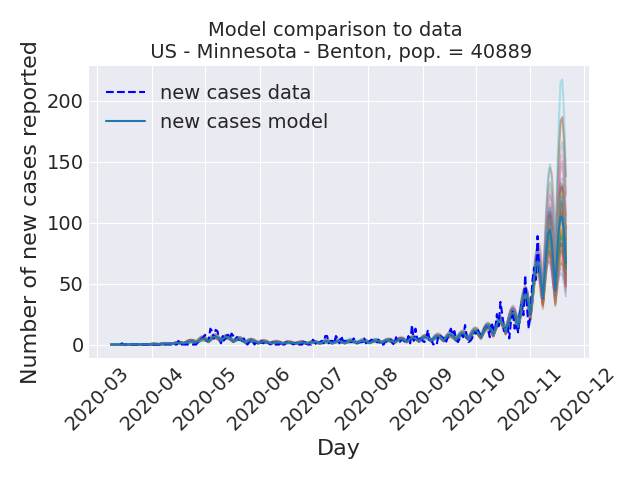 Model comparison to data
US - Minnesota - Benton, pop. = 40889
Number of new cases reported
200
150
100
50
0
new cases data
new cases model
2020-03
2020-04
2020-05
2020-06
2020-07
2020-08
2020-09
2020-10
2020-11
2020-12
Day